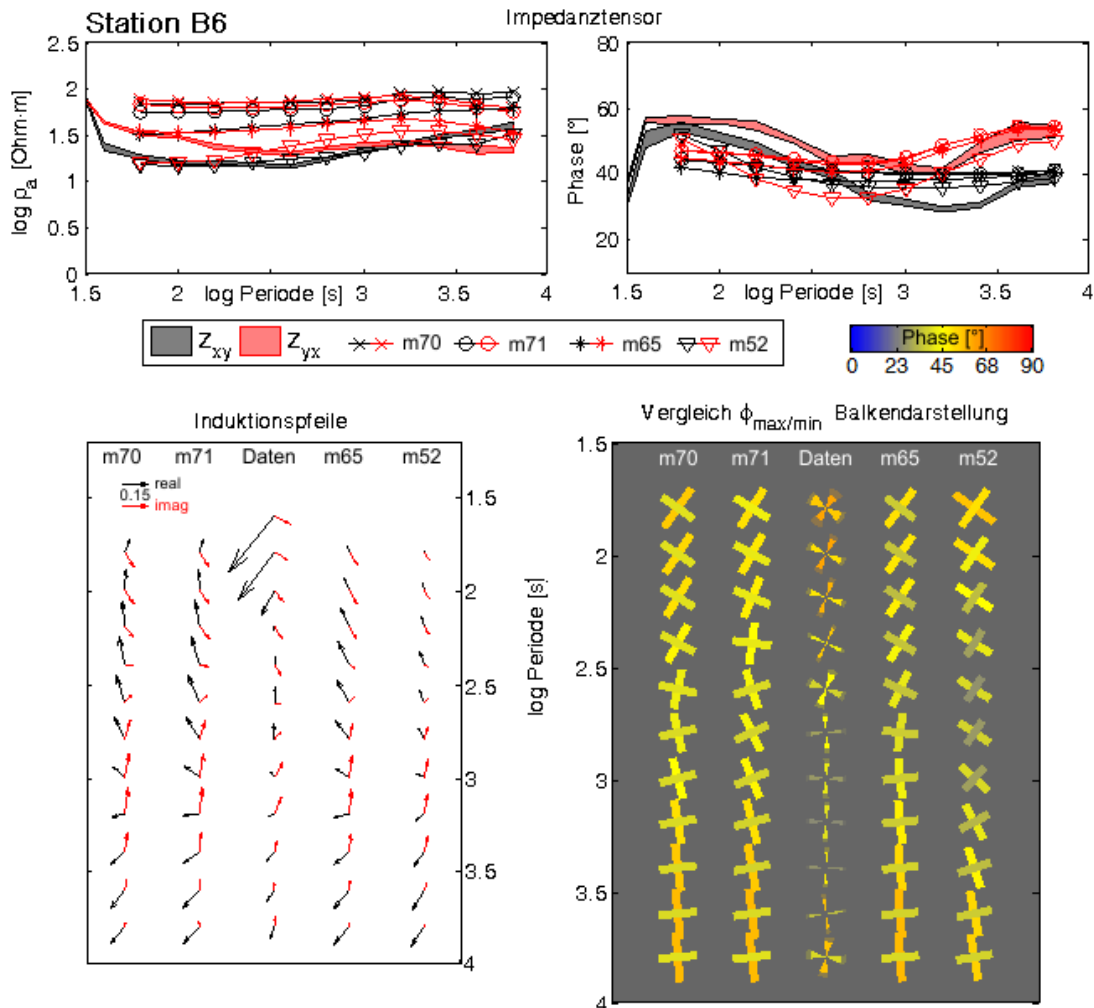 Station B6
Impedanztensor
log ρa [Ohm·m]
2.5
2
1.5
1
0.5
0
1.5
2
3
3.5
4
log Periode [s]
Phase [°]
80
60
40
20
1.5
2
3
3.5
4
log Periode [s]
Zxy
Zyx
m70
m71
m65
m52
Phase [°]
0 23 45 68 90
Induktionspfeile
m70 m71 Daten m65 m52
real
0.15
imag
1.5
2
2.5
3
3.5
4
log Periode [s]
Vergleich ϕmax/min Balkendarstellung
m70 m71 Daten m65 m52
1.5
2
2.5
3
3.5
4